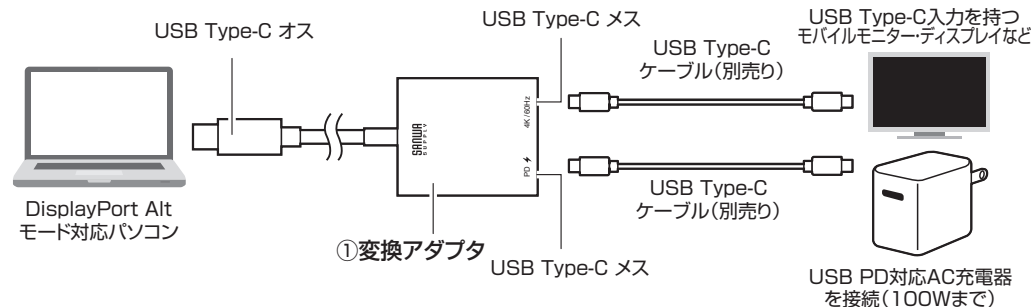 USB Type-C オス
USB Type-C メス
USB Type-C
ケーブル(別売り)
USB Type-C入力を持つ
モバイルモニター・ディスプレイなど
4K/60Hz
SANWA
SUPPLY
PD
DisplayPort Alt
モード対応パソコン
①変換アダプタ
USB Type-C メス
USB Type-C
ケーブル(別売り)
USB PD対応AC充電器
を接続(100Wまで)